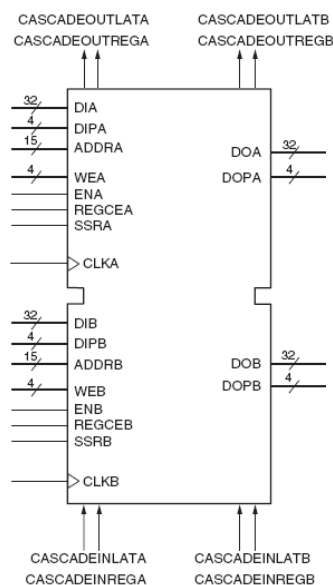 CASCADEOUTLATA CASCADEOUTLATB
CASCADEOUTREGA CASCADEOUTREGB
32 DIA
4 DIPA
15 ADDRA
DOA 32
4 WEA
DOPA 4
ENA
REGCEA
SSRA
CLKA
32 DIB
4 DIPB
15 ADDRB
DOB 32
4 WEB
DOPB 4
ENB
REGCEB
SSRB
CLKB
CASCADEINLATA CASCADEINLATB
CASCADEINREGA CASCADEINREGB